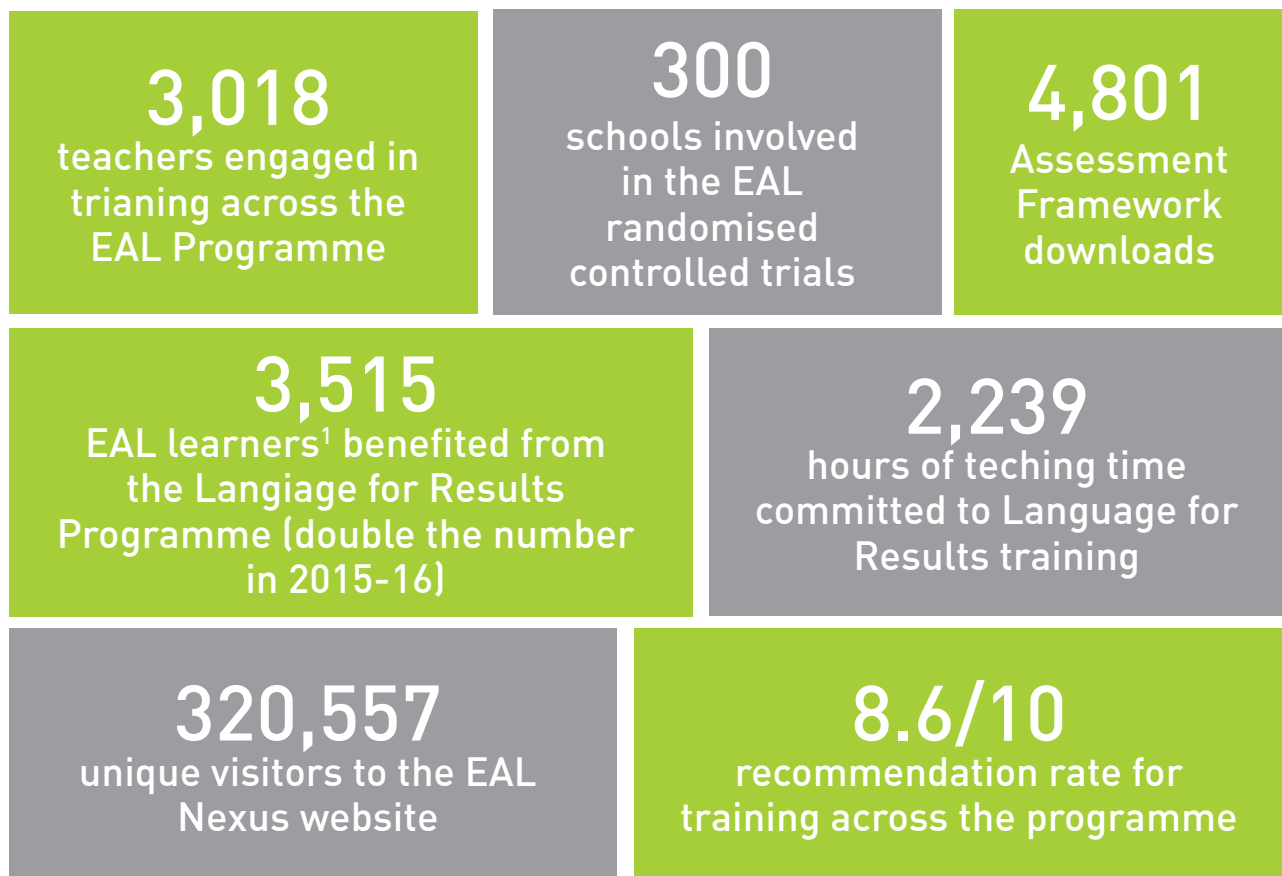 3,018
teachers engaged in
trianing across the
EAL Programme
300
schools involved
in the EAL
randomised
controlled trials
4,801
Assessment
Framework
downloads
3,515
EAL learners¹ benefited from
the Langiage for Results
Programme (double the number
in 2015-16)
2,239
hours of teching time
committed to Language for
Results training
320,557
unique visitors to the EAL
Nexus website
8.6/10
recommendation rate for
training across the programme